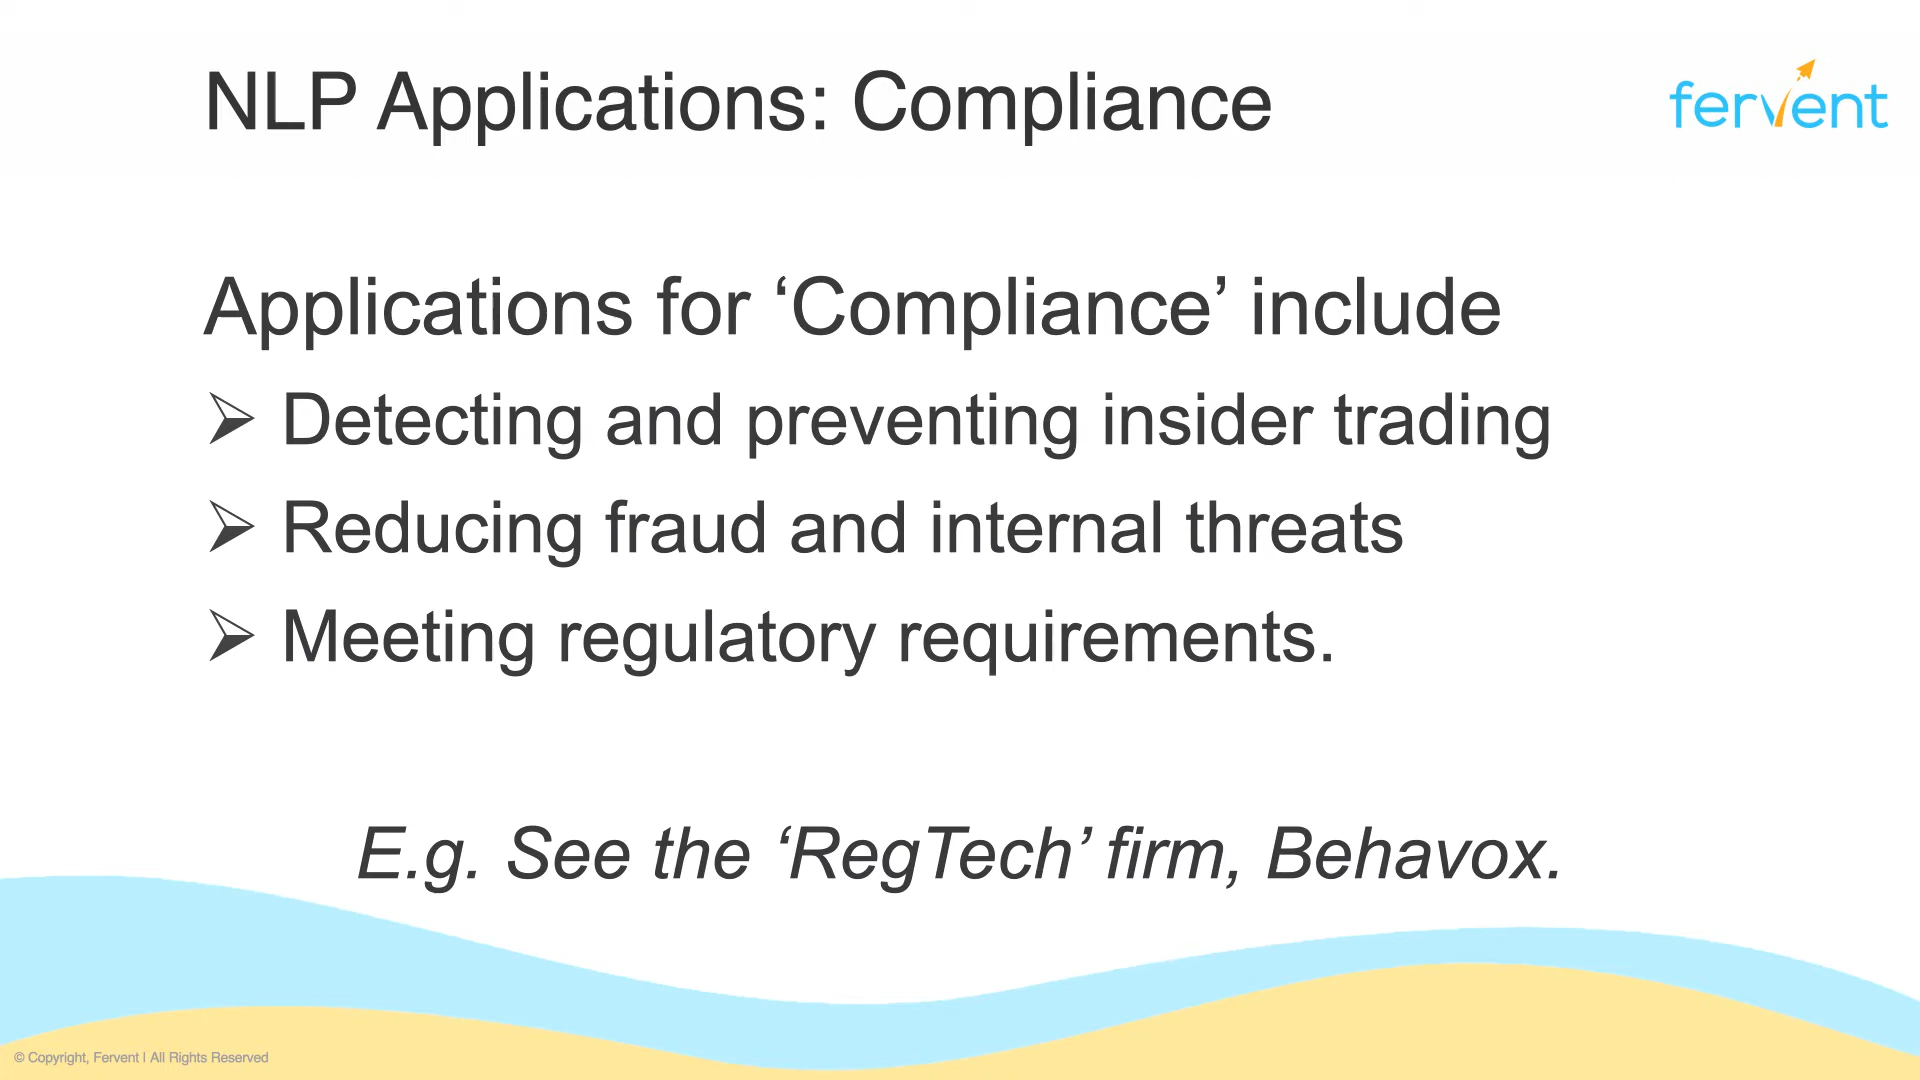 NLP Applications: Compliance
fervent
Applications for ‘Compliance’ include
➢ Detecting and preventing insider trading
➢ Reducing fraud and internal threats
➢ Meeting regulatory requirements.
E.g. See the ‘RegTech’ firm, Behavox.
© Copyright, Fervent | All Rights Reserved